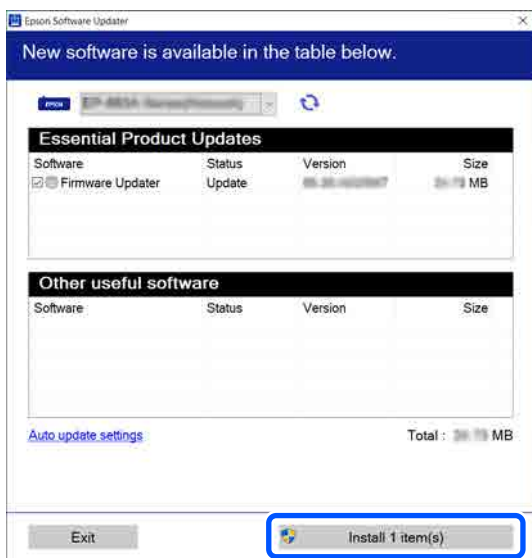 Epson Software Updater
New software is available in the table below.
EPSON
Essential Product Updates
Software Status Version Size
Firmware Updater Update MB
Other useful software
Software Status Version Size
Auto update settings Total : MB
Exit Install 1 item(s)